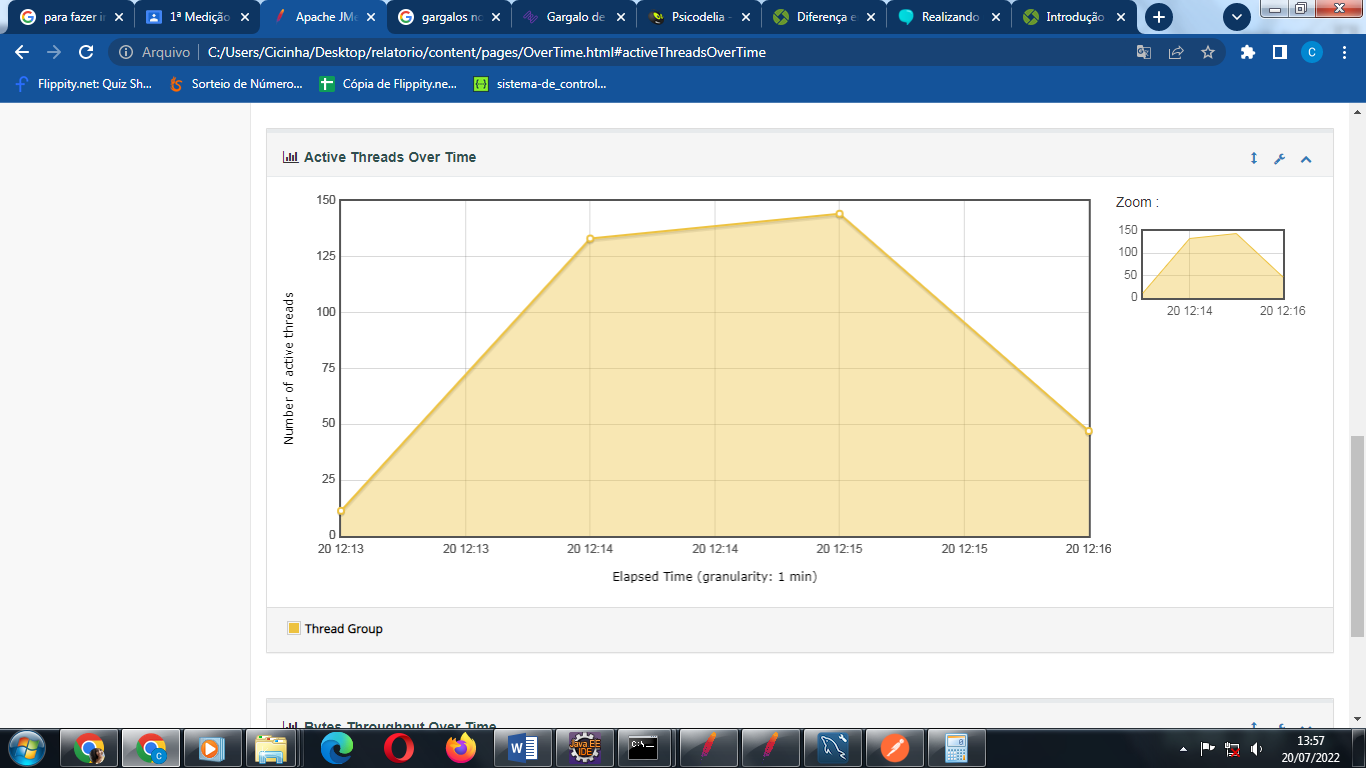 para fazer ir
1ª Medição
Apache JMe
gargalos no
Gargalo de
Psicodelia -
Diferença e
Realizando
Introdução
Arquivo
C:/Users/Cicinha/Desktop/relatorio/content/pages/OverTime.html#activeThreadsOverTime
C
Flippity.net: Quiz Sh...
Sorteio de Número...
Cópia de Flippity.ne...
sistema-de_control...
Active Threads Over Time
150
125
100
75
50
25
0
Number of active threads
20 12:13
20 12:13
20 12:14
20 12:14
20 12:15
20 12:15
20 12:16
Elapsed Time (granularity: 1 min)
Zoom :
150
100
50
0
20 12:14
20 12:16
Thread Group
Bytes Throughput Over Time
C
Java EE
IDE
C:\_
13:57
20/07/2022